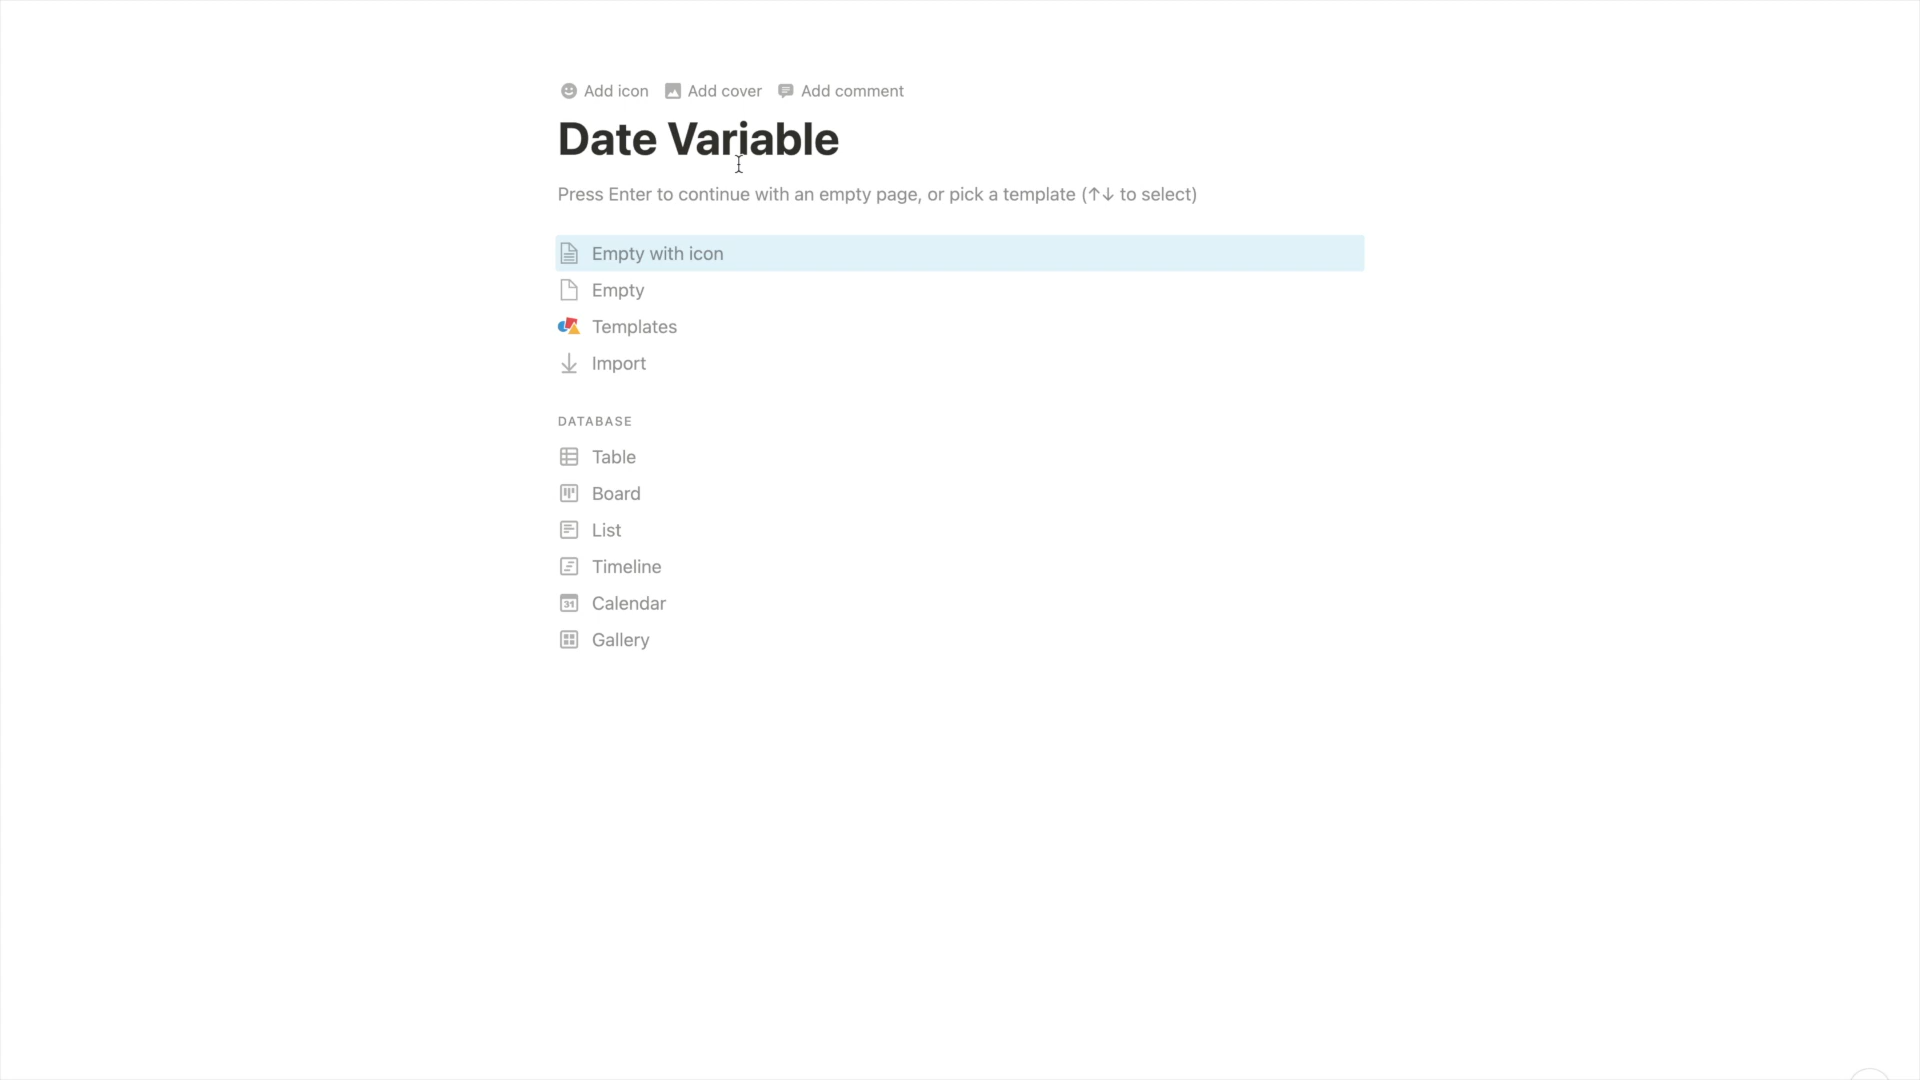 Add icon Add cover Add comment
Date Variable
Press Enter to continue with an empty page, or pick a template (↑↓ to select)
Empty with icon
Empty
Templates
Import
DATABASE
Table
Board
List
Timeline
31 Calendar
Gallery